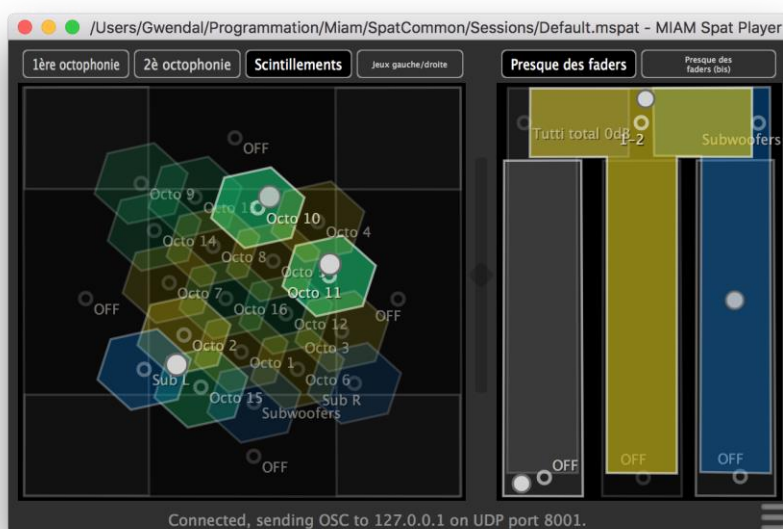 /Users/Gwendal/Programmation/Miam/SpatCommon/Sessions/Default.mspat - MIAM Spat Player
1ère octophonie
2è octophonie
Scintillements
Jeux gauche/droite
Presque des faders
Presque des
faders (bis)
OFF
Octo 9
Octo 10
Octo 4
Octo 14
Octo 8
Octo 11
Octo 7
OFF
Octo 16
OFF
Octo 12
Octo 2
Octo 3
Octo 1
Sub L
Octo 6
Octo 15
Sub R
Subwoofers
OFF
Tutti total 0dB
1-2
Subwoofers
OFF
OFF
OFF
Connected, sending OSC to 127.0.0.1 on UDP port 8001.